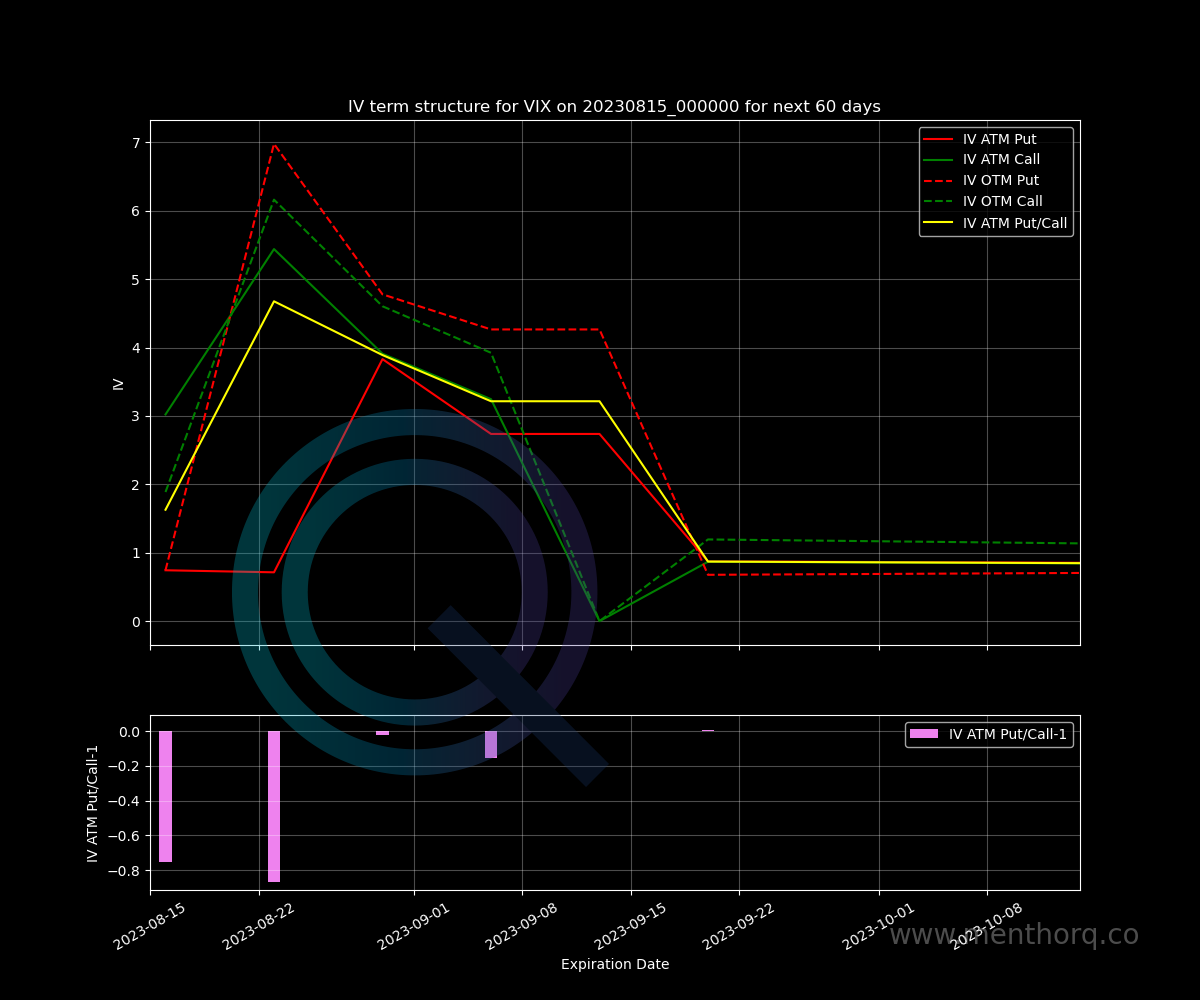 IV term structure for VIX on 20230815_000000 for next 60 days
IV ATM Put
IV ATM Call
IV OTM Put
IV OTM Call
IV ATM Put/Call
7
6
5
4
3
2
1
0
IV
IV ATM Put/Call-1
0.0
−0.2
−0.4
−0.6
−0.8
IV ATM Put/Call-1
2023-08-15
2023-08-22
2023-09-01
2023-09-08
2023-09-15
2023-09-22
2023-10-01
2023-10-08
www.menthorq.co
Expiration Date